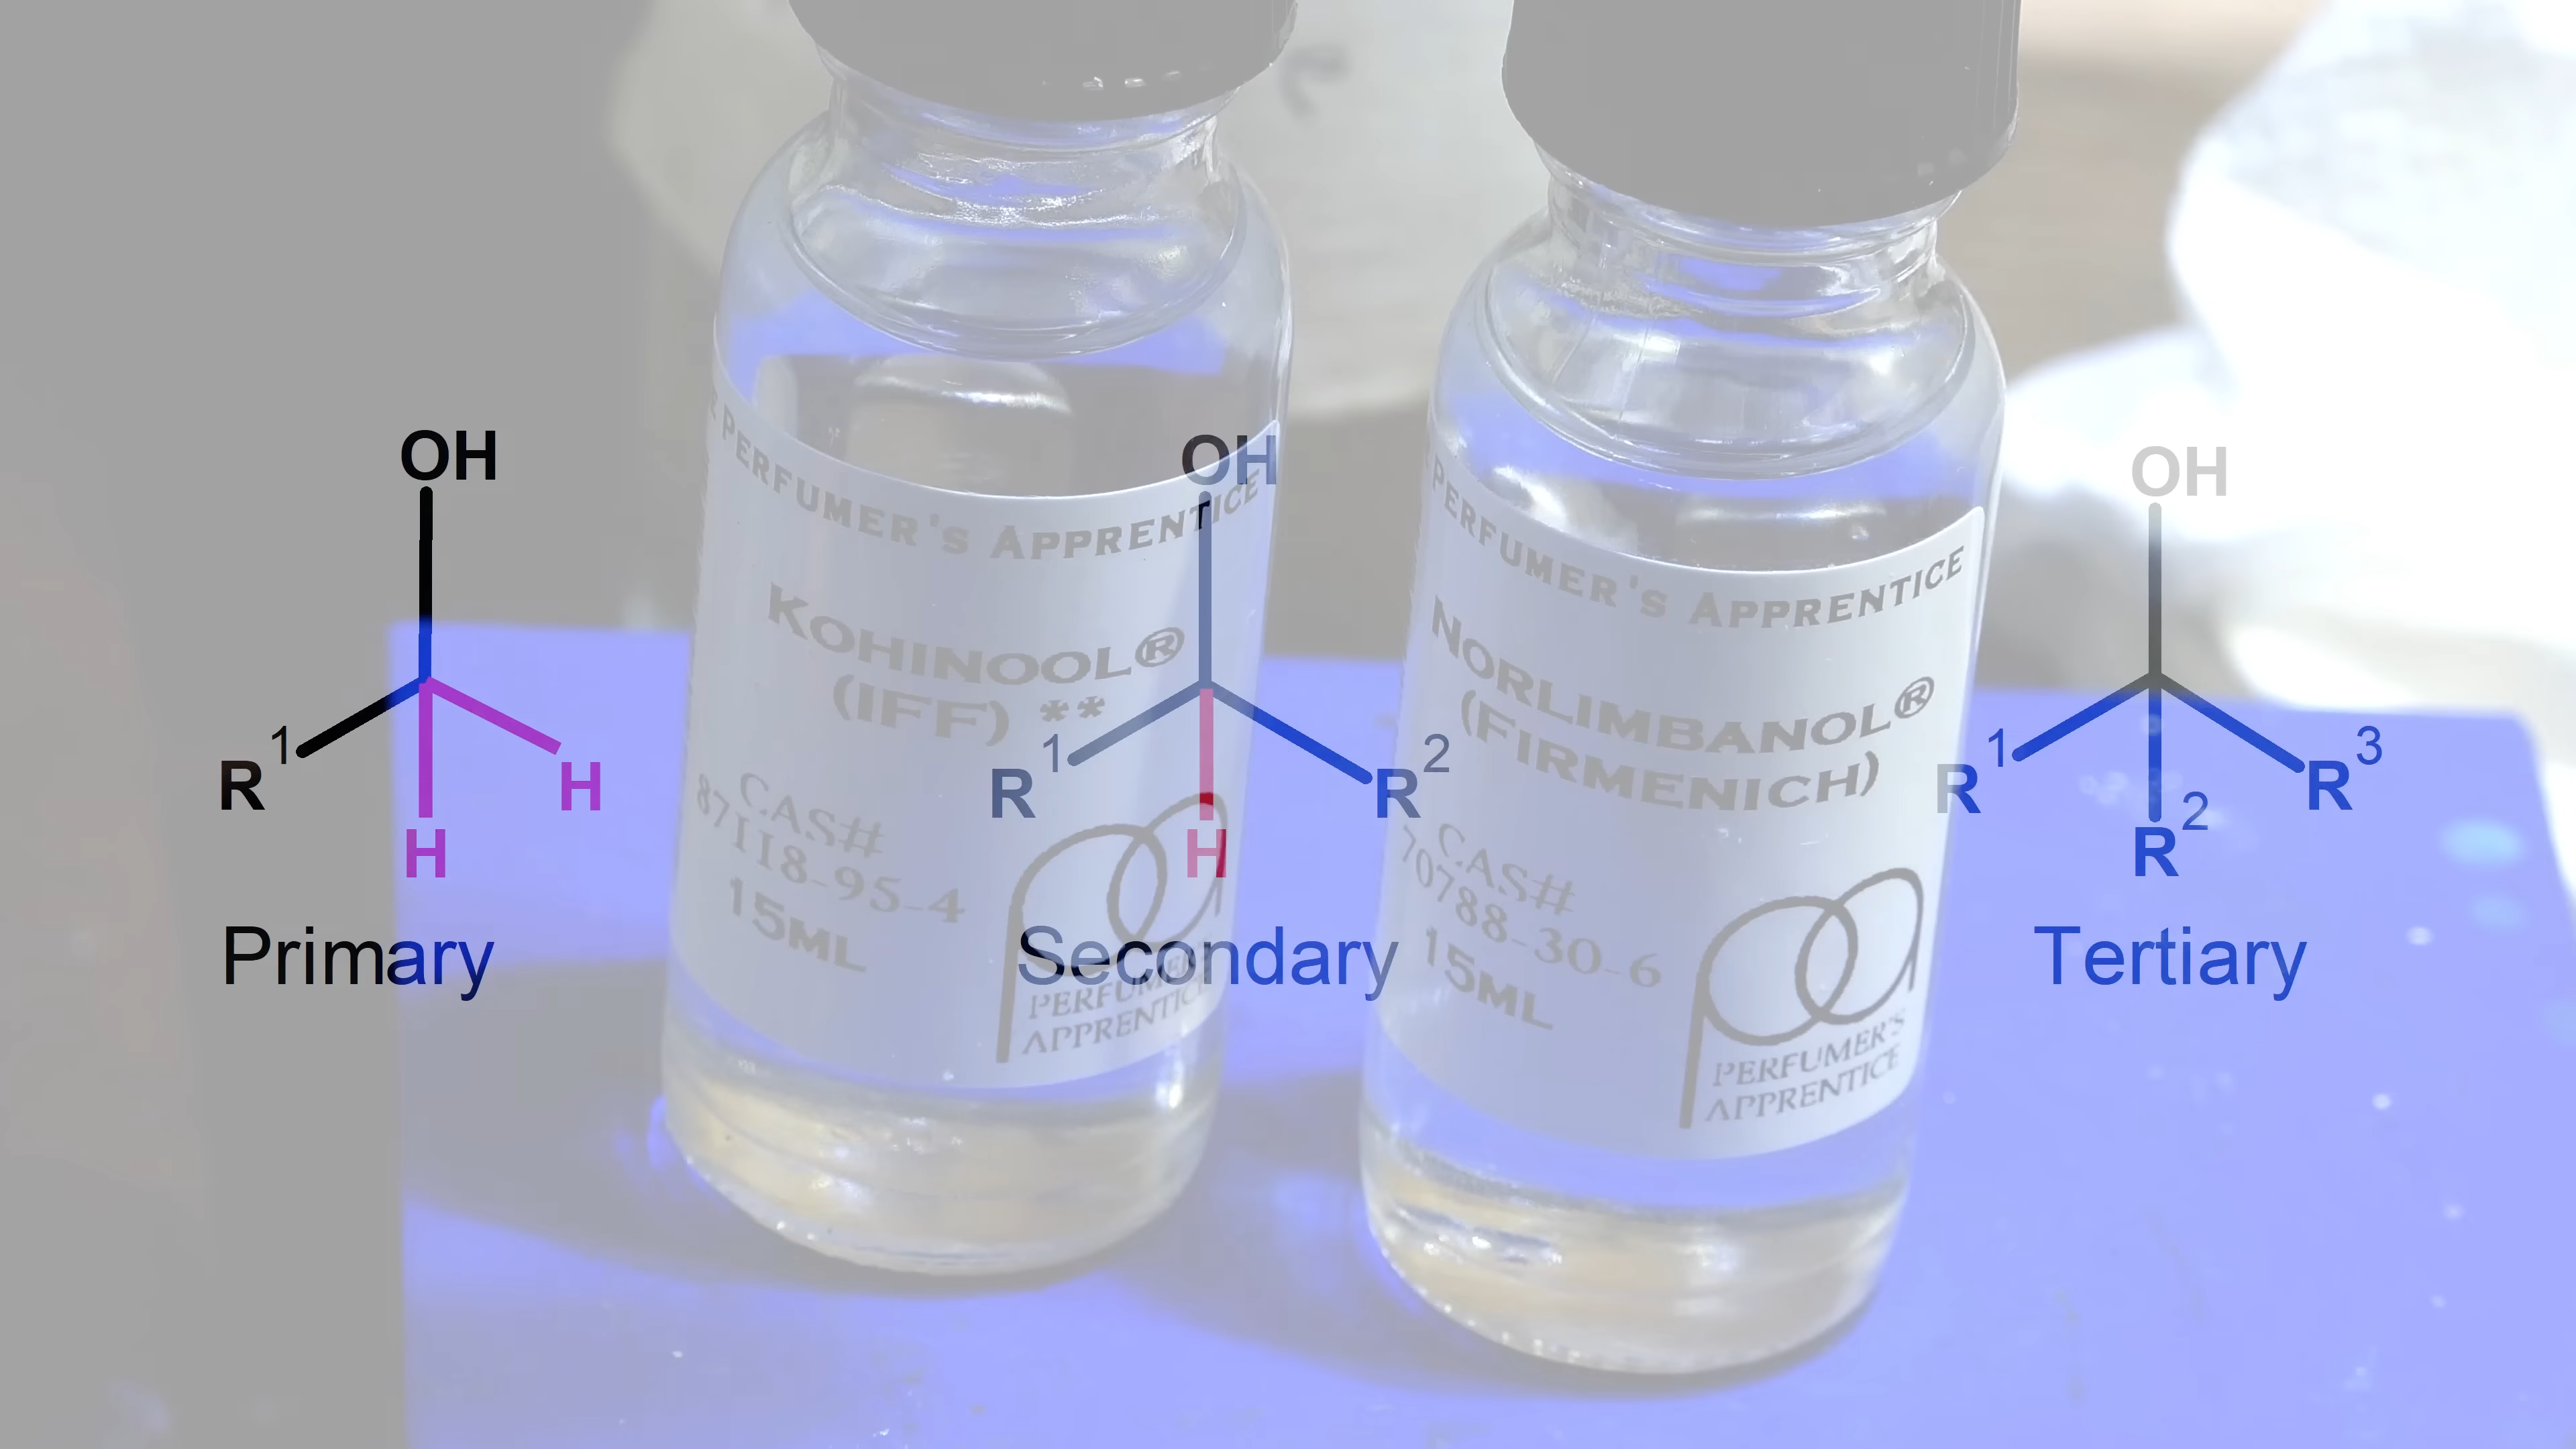 PERFUMER'S APPRENTICE
KOHINOOL®
(IFF) **
CAS#
87118-95-4
15ML
PERFUMER'S
APPRENTICE
PERFUMER'S APPRENTICE
NORLIMBANOL®
(FIRMENICH)
CAS#
70788-30-6
15ML
PERFUMER'S
APPRENTICE
OH
R1
H
H
Primary
OH
R1
R2
H
Secondary
OH
R1
R2
R3
Tertiary